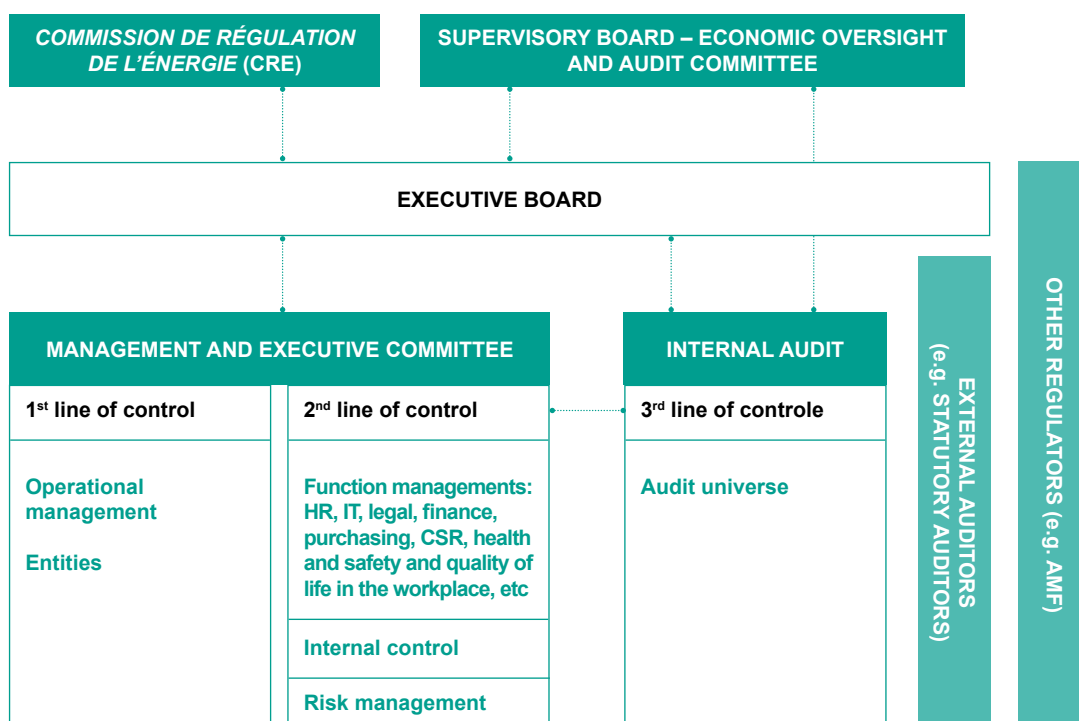 COMMISSION DE RÉGULATION
DE L'ÉNERGIE (CRE)
SUPERVISORY BOARD – ECONOMIC OVERSIGHT
AND AUDIT COMMITTEE
EXECUTIVE BOARD
MANAGEMENT AND EXECUTIVE COMMITTEE
1st line of control
Operational
management
Entities
2nd line of control
Function managements:
HR, IT, legal, finance,
purchasing, CSR, health
and safety and quality of
life in the workplace, etc
Internal control
Risk management
INTERNAL AUDIT
3rd line of controle
Audit universe
EXTERNAL AUDITORS
(e.g. STATUTORY AUDITORS)
OTHER REGULATORS (e.g. AMF)